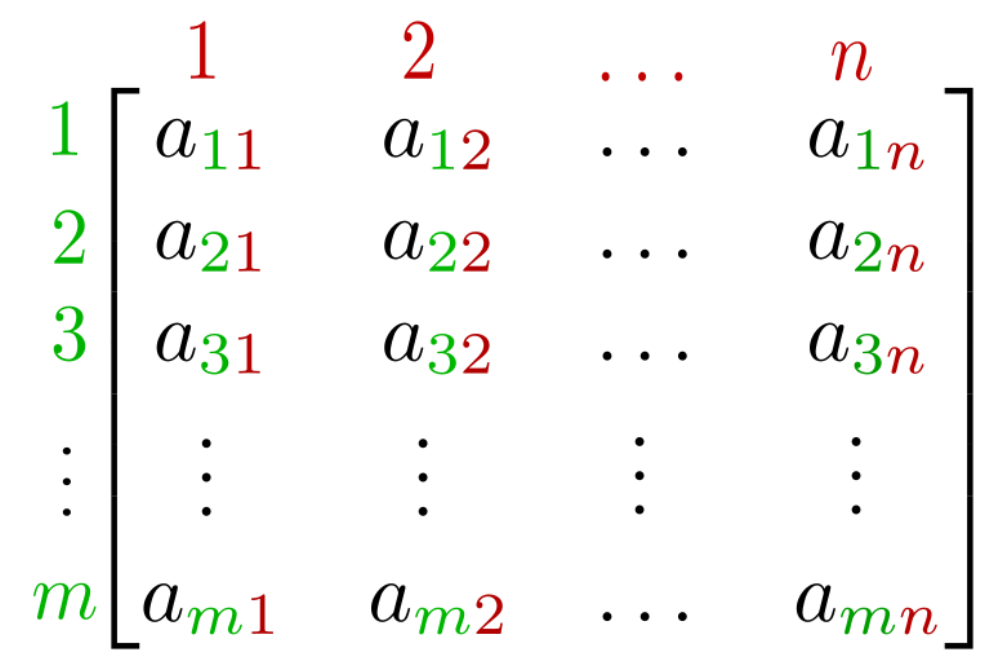 1 2 ... n
1 a11 a12 ... a1n
2 a21 a22 ... a2n
3 a31 a32 ... a3n
⋮ ⋮ ⋮ ⋮ ⋮
m am1 am2 ... amn